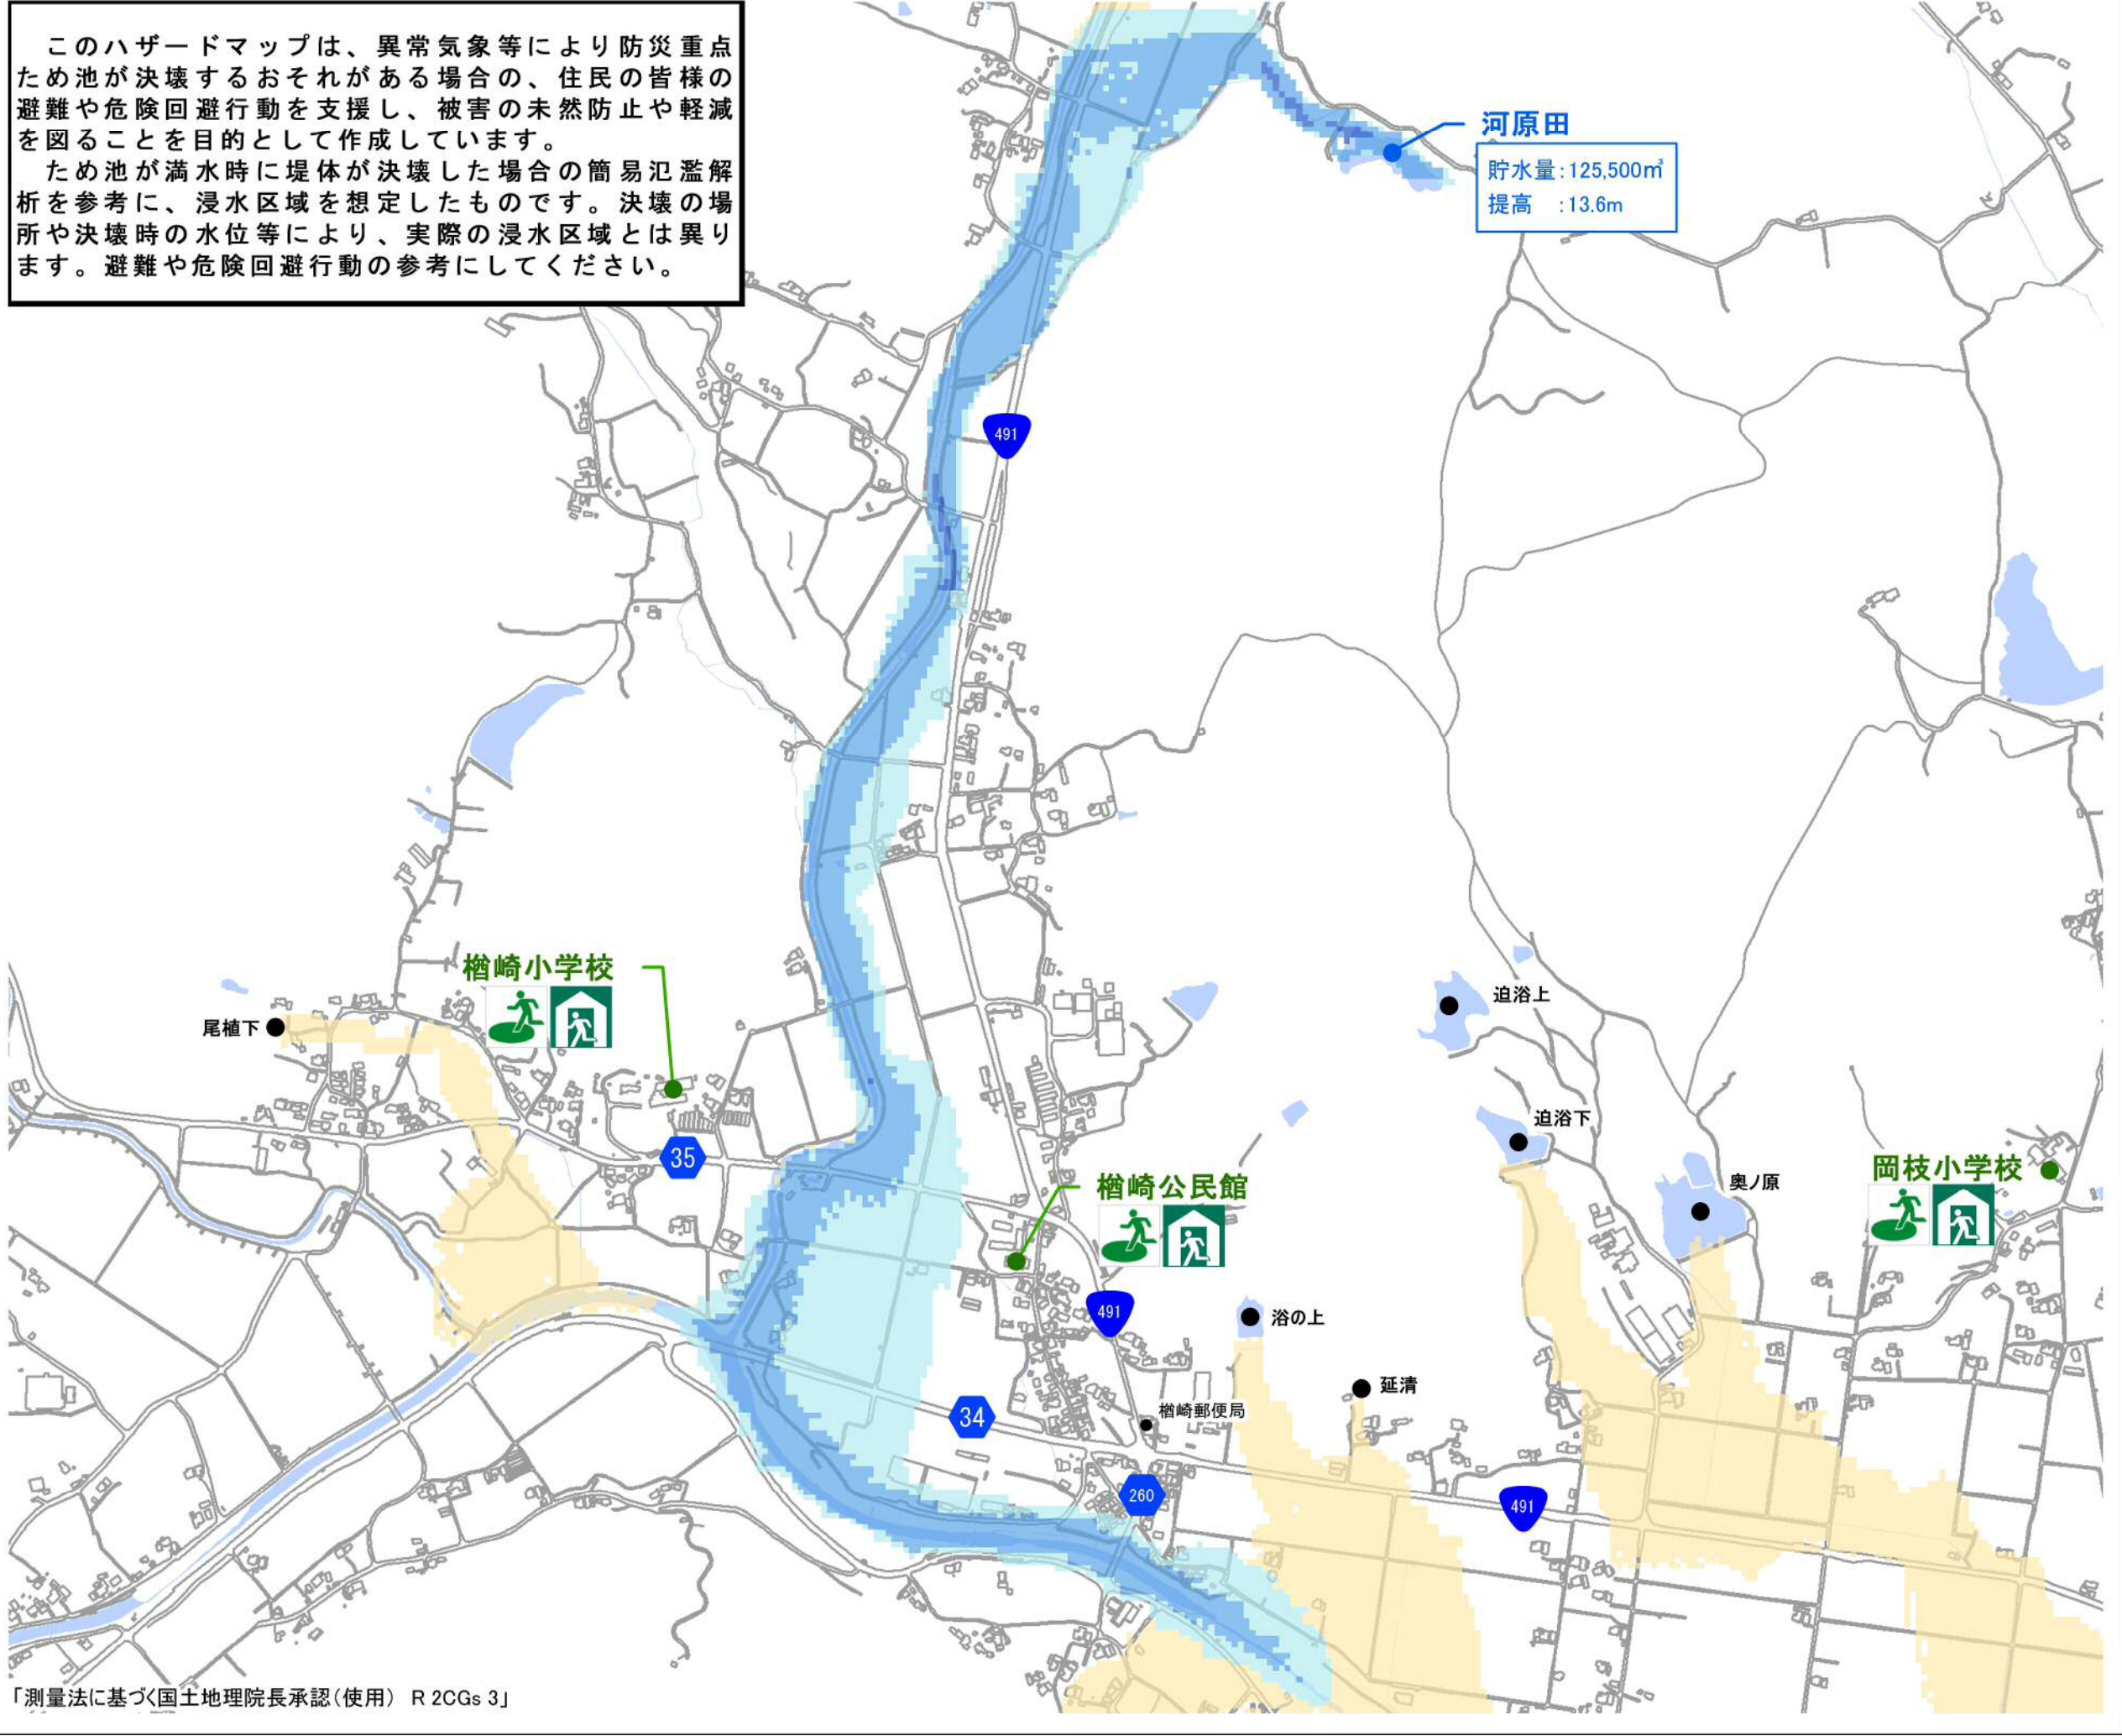 このハザードマップは、異常気象等により防災重点
ため池が決壊するおそれがある場合の、住民の皆様の
避難や危険回避行動を支援し、被害の未然防止や軽減
を図ることを目的として作成しています。
ため池が満水時に堤体が決壊した場合の簡易氾濫解
析を参考に、浸水区域を想定したものです。決壊の場
所や決壊時の水位等により、実際の浸水区域とは異り
ます。避難や危険回避行動の参考にしてください。
河原田
貯水量:125,500㎥
提高 :13.6m
491
楢崎小学校
尾植下
迫浴上
迫浴下
35
楢崎公民館
奥ノ原
岡枝小学校
491
浴の上
延清
34
楢崎郵便局
260
491
「測量法に基づく国土地理院長承認(使用) R 2CGs 3」